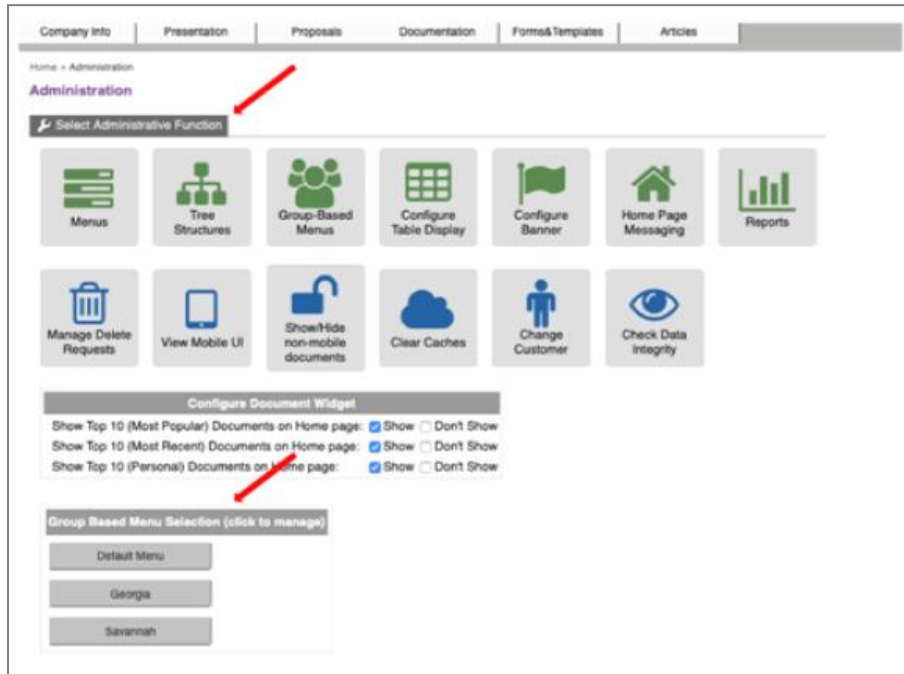 Company Info Presentation Proposals Documentation Forms&Templates Articles
Home » Administration
Administration
Select Administrative Function
Menus
Tree
Structures
Group-Based
Menus
Configure
Table Display
Configure
Banner
Home Page
Messaging
Reports
Manage Delete
Requests
View Mobile UI
Show/Hide
non-mobile
documents
Clear Caches
Change
Customer
Check Data
Integrity
Configure Document Widget
Show Top 10 (Most Popular) Documents on Home page: Show Don't Show
Show Top 10 (Most Recent) Documents on Home page: Show Don't Show
Show Top 10 (Personal) Documents on Home page: Show Don't Show
Group Based Menu Selection (click to manage)
Default Menu
Georgia
Savannah